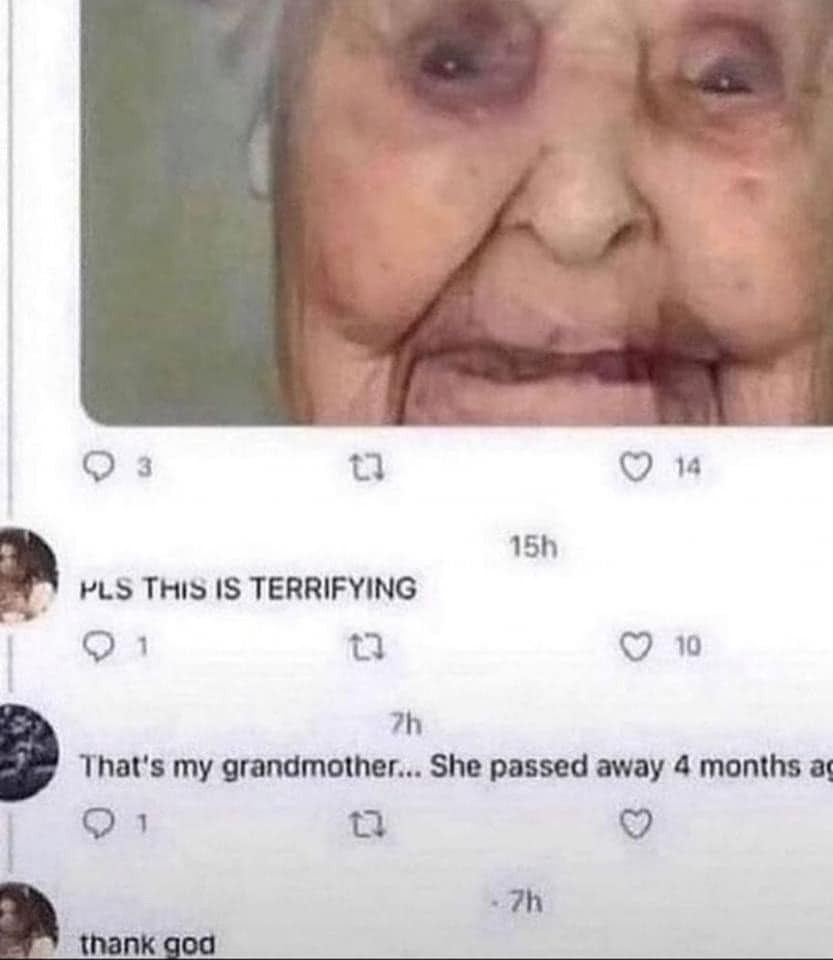 3 14
15h
PLS THIS IS TERRIFYING
1 10
7h
That's my grandmother... She passed away 4 months
1
· 7h
thank god